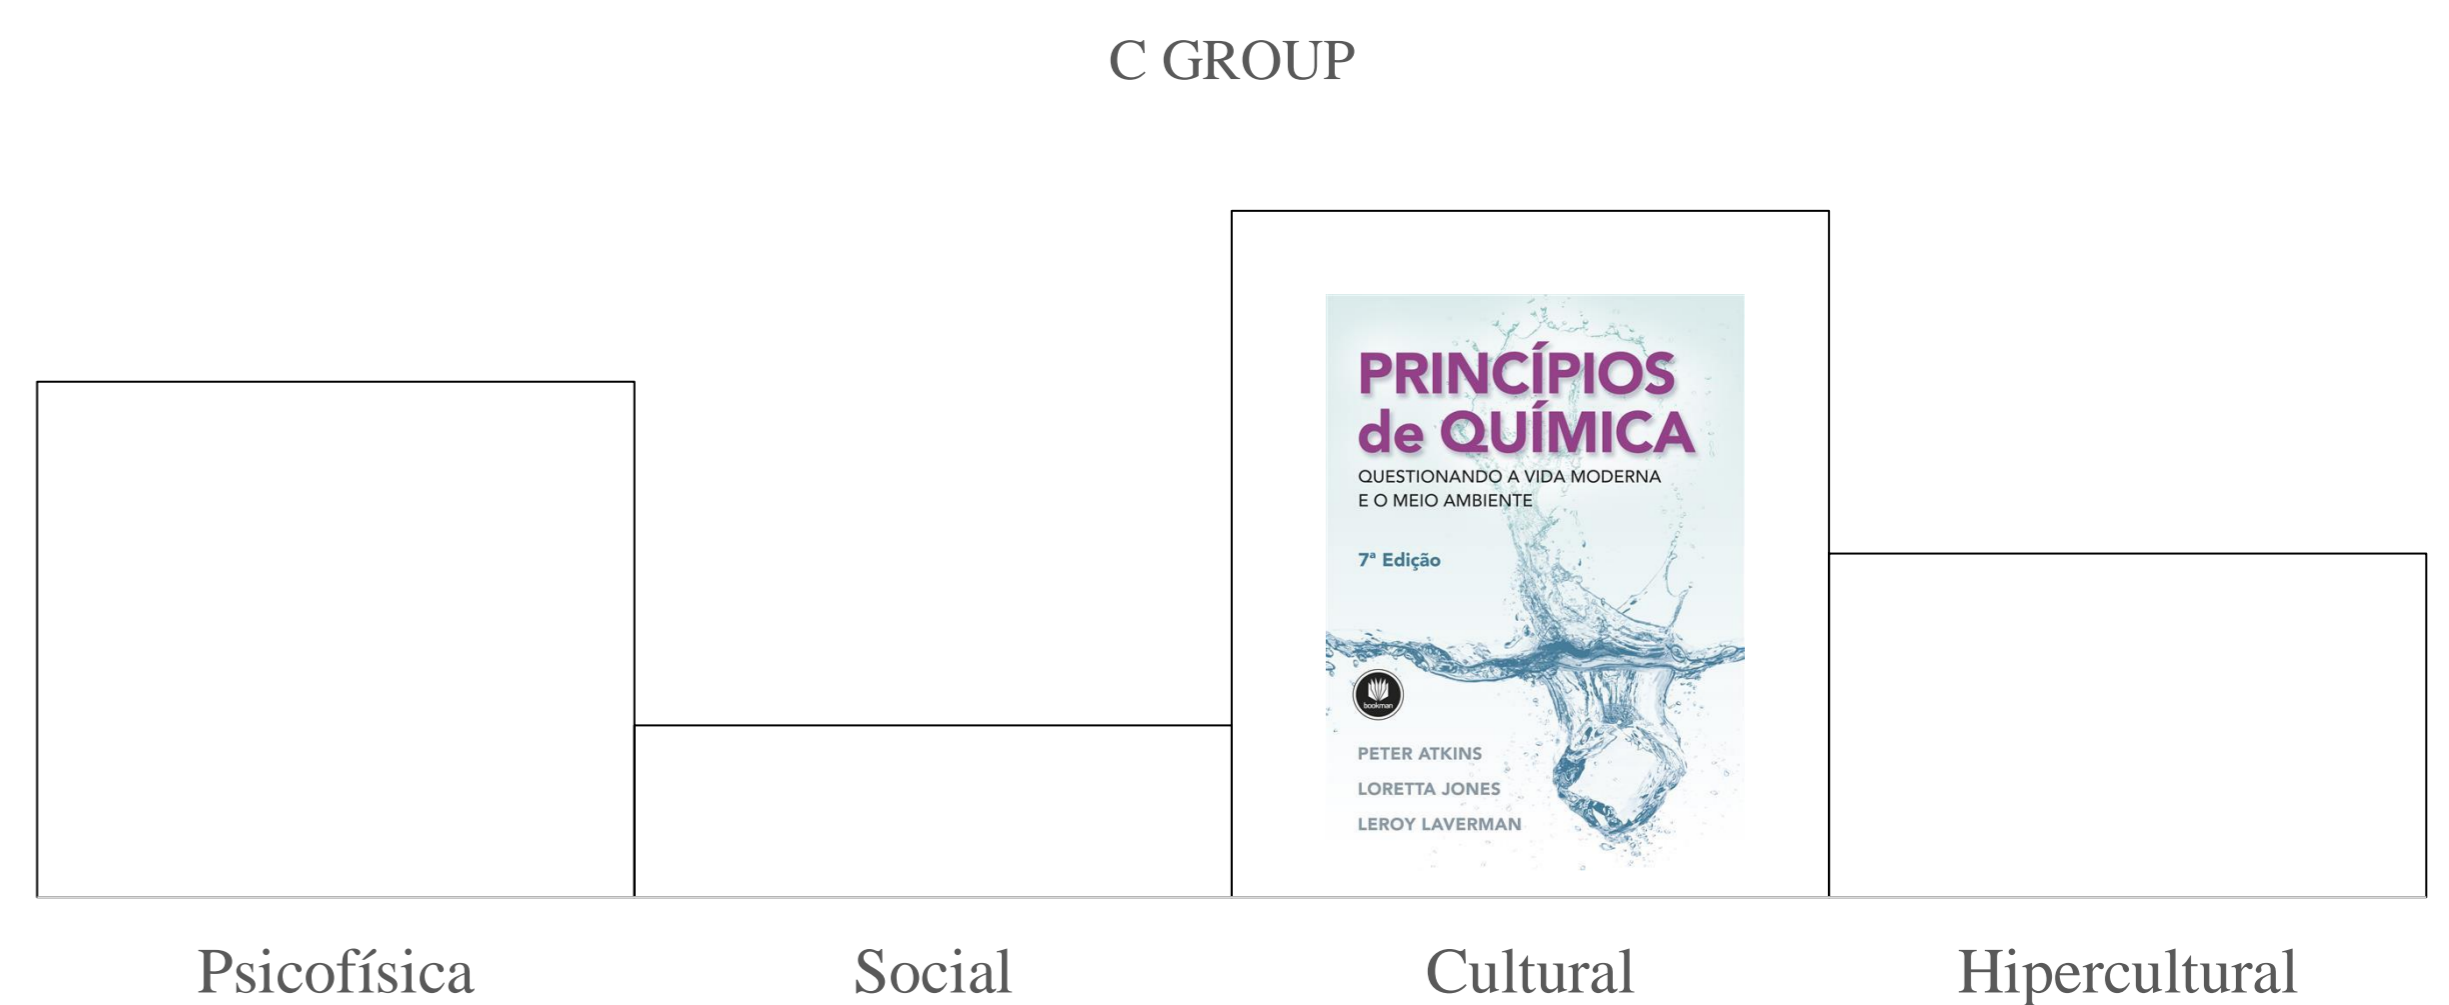 C GROUP
PRINCÍPIOS
de QUÍMICA
QUESTIONANDO A VIDA MODERNA
E O MEIO AMBIENTE
7ª Edição
bookman
PETER ATKINS
LORETTA JONES
LEROY LAVERMAN
Psicofísica
Social
Cultural
Hipercultural